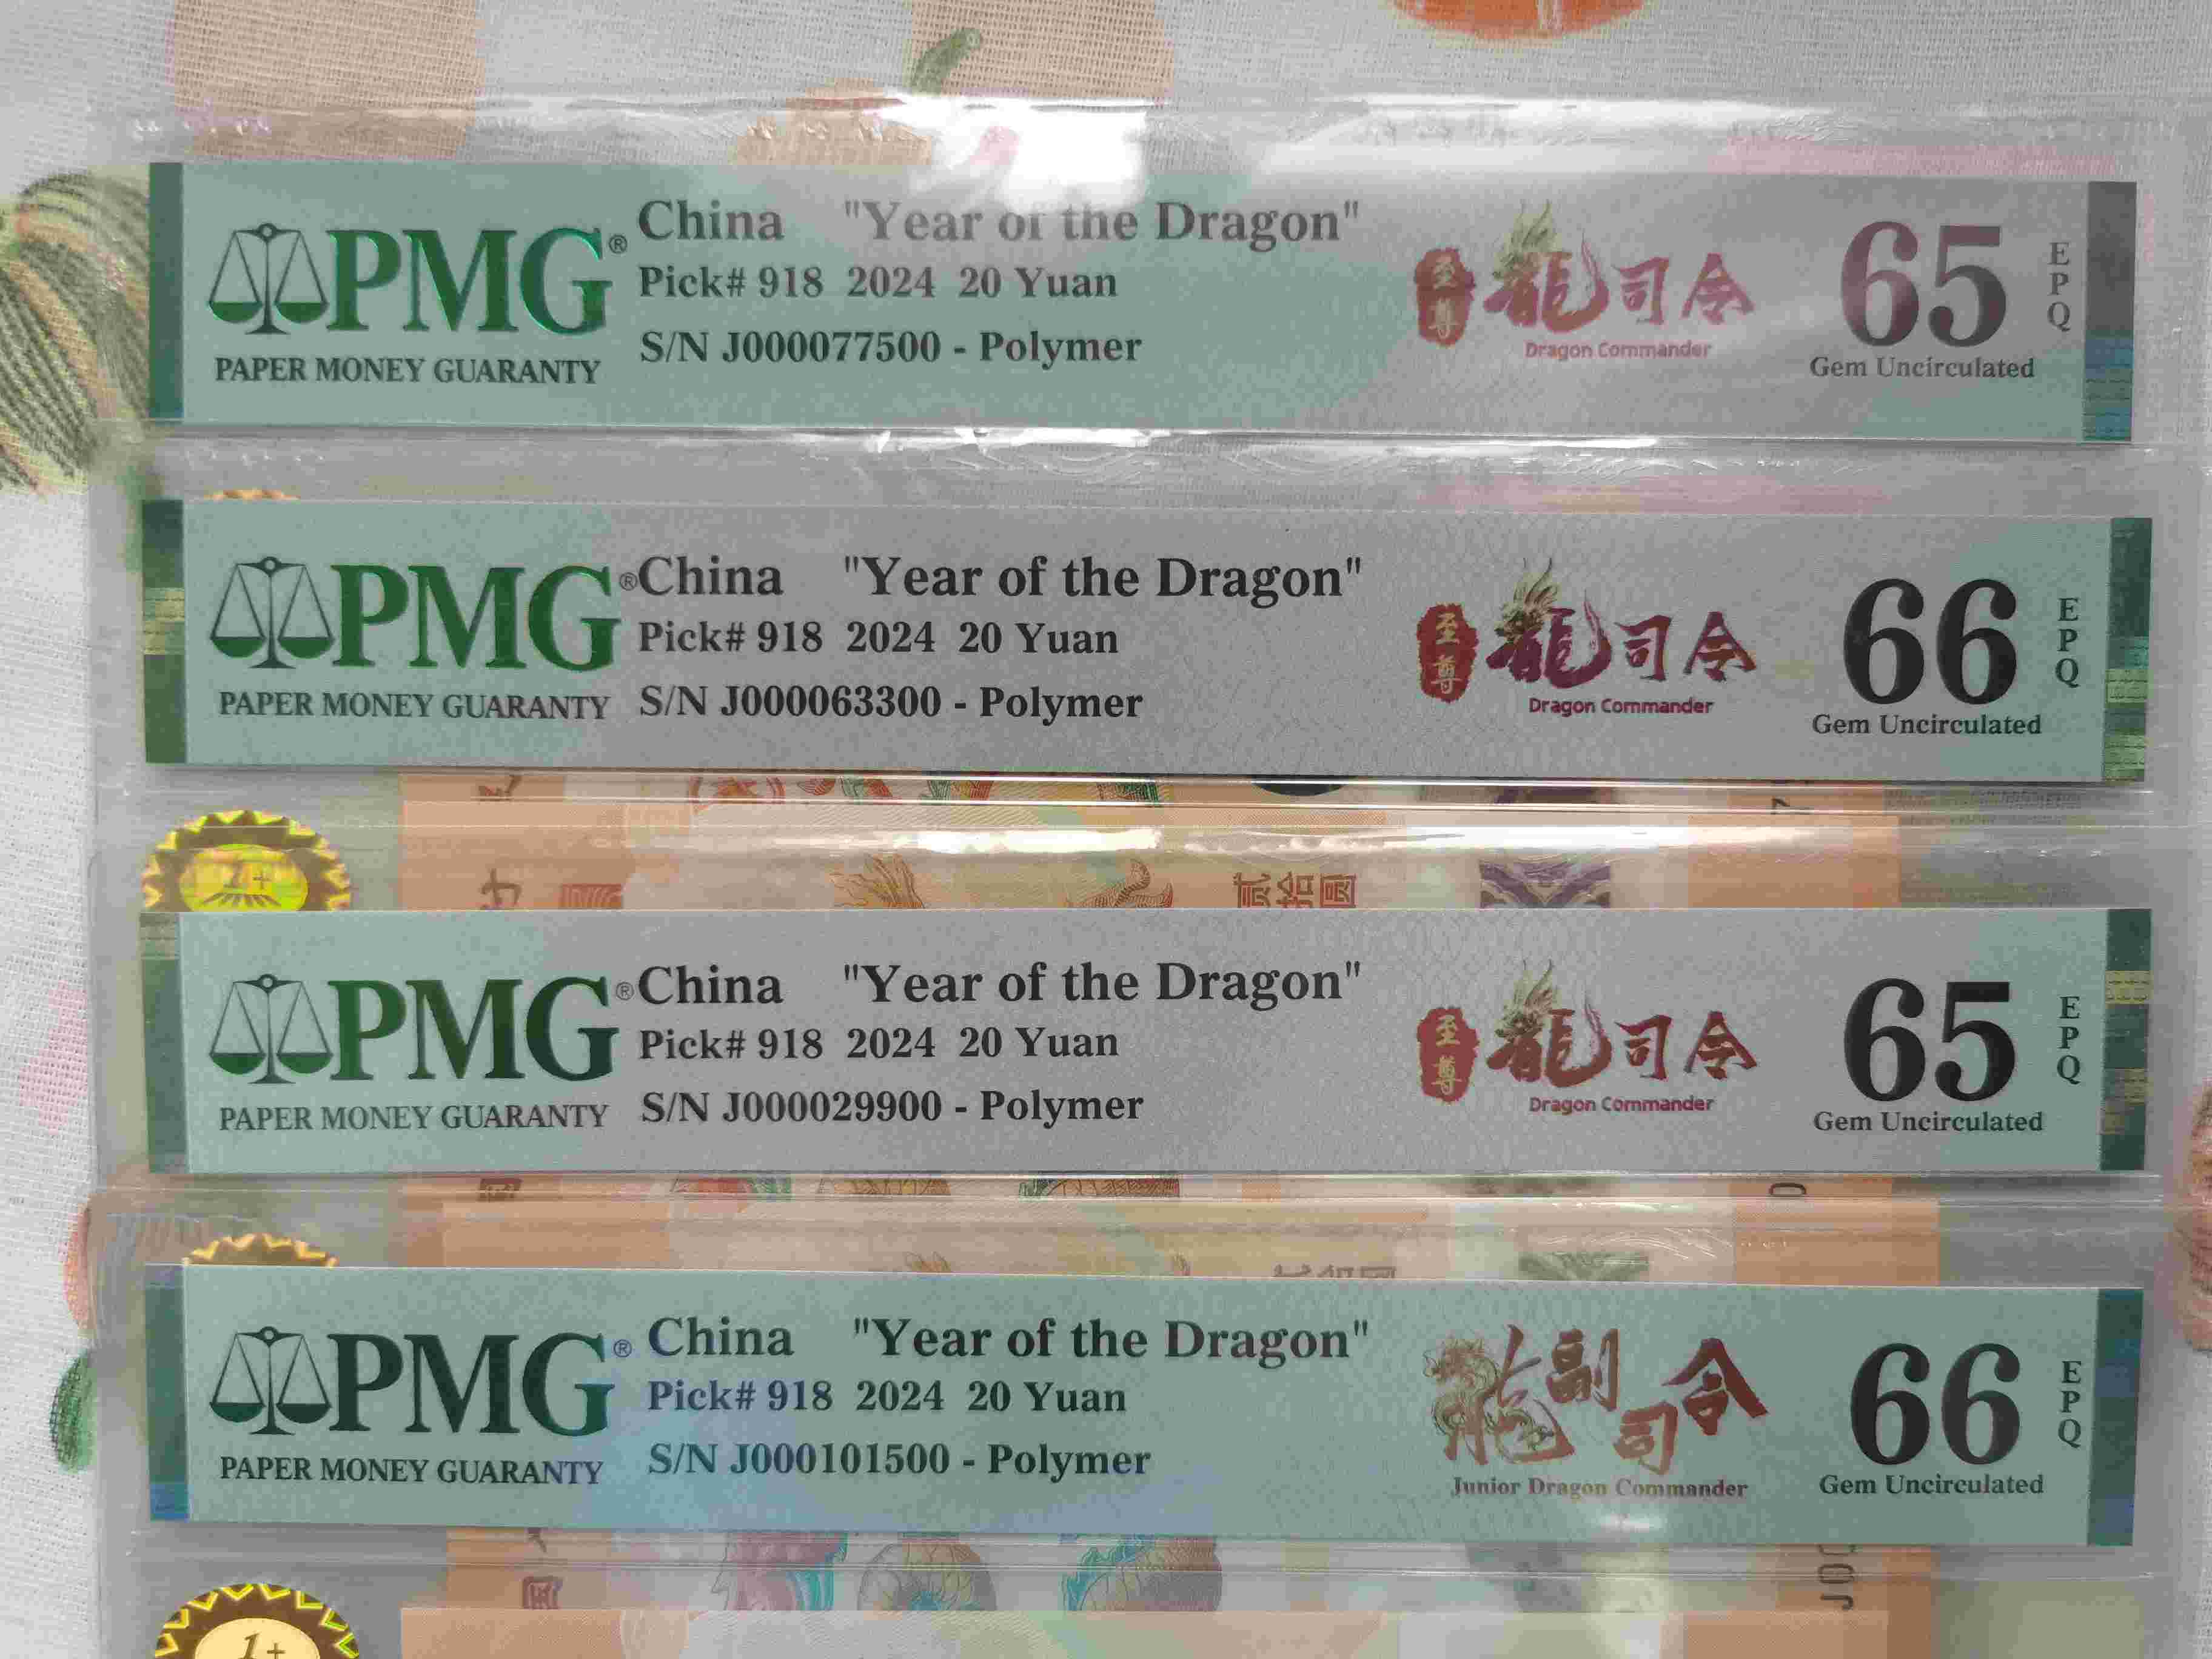 PMG®
PAPER MONEY GUARANTY
China "Year of the Dragon"
Pick# 918 2024 20 Yuan
S/N J000077500 - Polymer
至尊
龍司令
Dragon Commander
65
EPQ
Gem Uncirculated
PMG®
PAPER MONEY GUARANTY
China "Year of the Dragon"
Pick# 918 2024 20 Yuan
S/N J000063300 - Polymer
至尊
龍司令
Dragon Commander
66
EPQ
Gem Uncirculated
1+
貳拾圓
PMG®
PAPER MONEY GUARANTY
China "Year of the Dragon"
Pick# 918 2024 20 Yuan
S/N J000029900 - Polymer
至尊
龍司令
Dragon Commander
65
EPQ
Gem Uncirculated
PMG®
PAPER MONEY GUARANTY
China "Year of the Dragon"
Pick# 918 2024 20 Yuan
S/N J000101500 - Polymer
龍副司令
Junior Dragon Commander
66
EPQ
Gem Uncirculated
1+